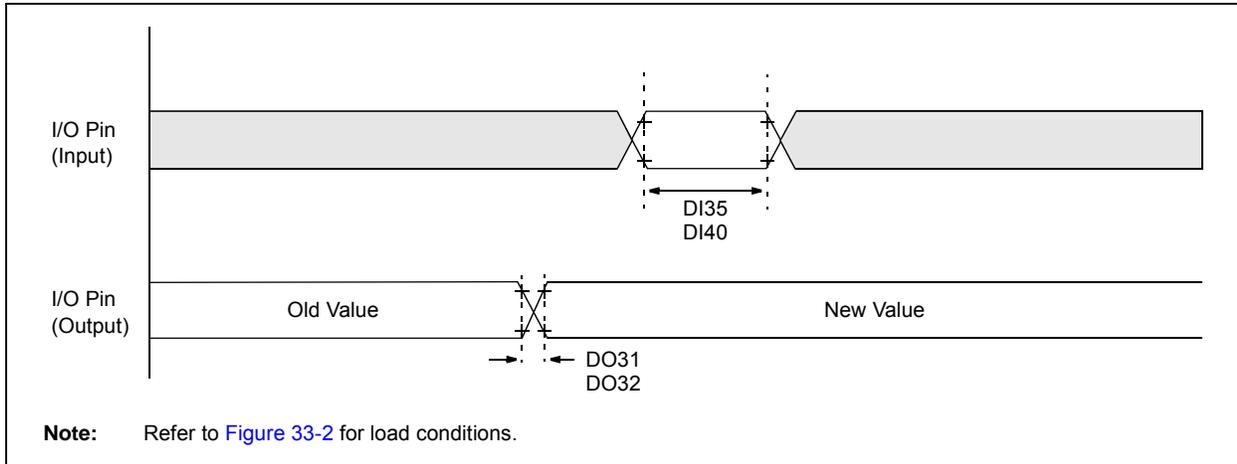 I/O Pin
(Input)
DI35
DI40
I/O Pin
(Output)
Old Value
New Value
DO31
DO32
Note: Refer to Figure 33-2 for load conditions.